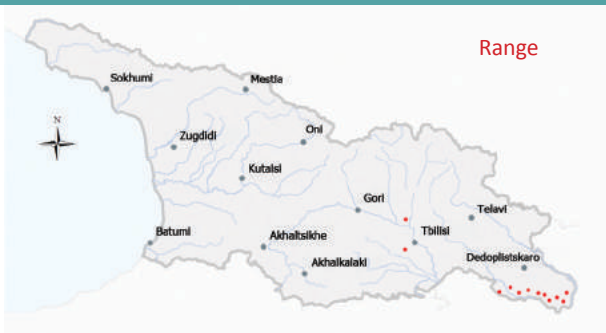 Range
Sokhumi
Mestia
N
Oni
Zugdidi
Kutaisi
Gori
Telavi
Batumi
Tbilisi
Akhaltsikhe
Dedoplistskaro
Akhalkalaki